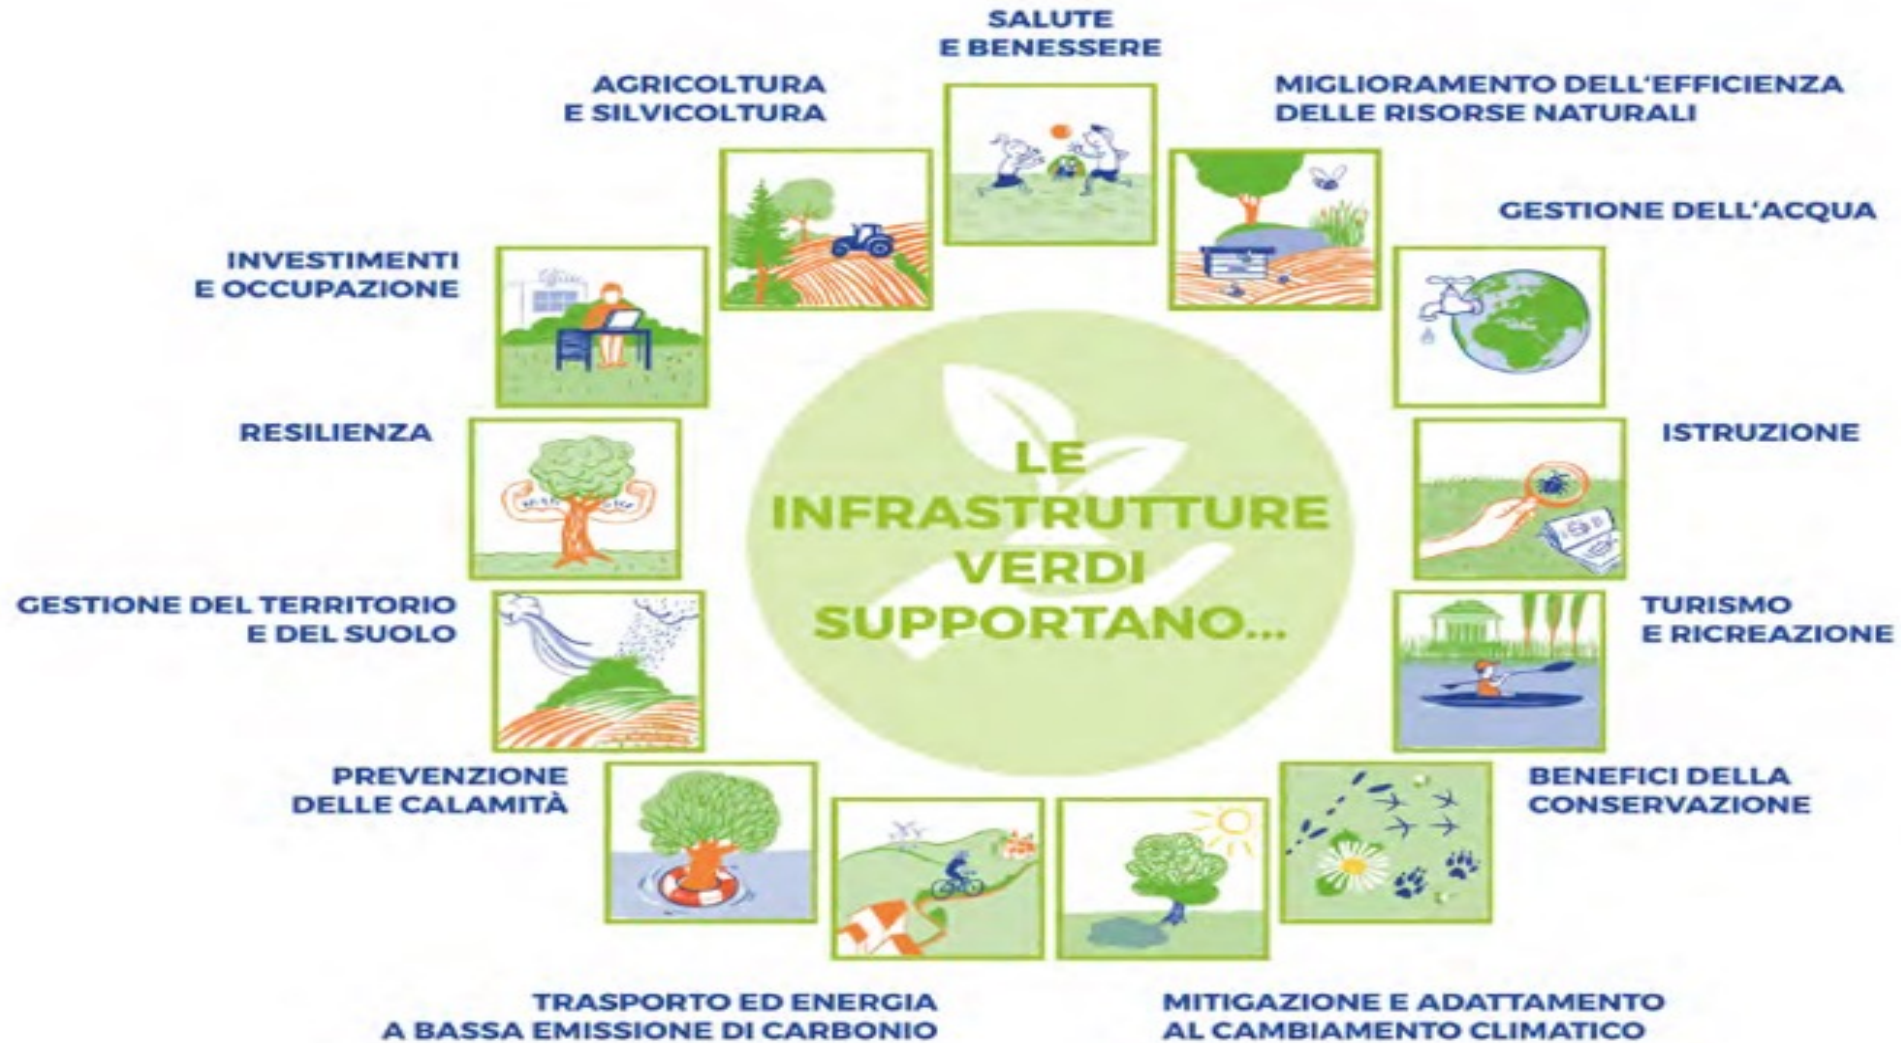 SALUTE
E BENESSERE
MIGLIORAMENTO DELL'EFFICIENZA
DELLE RISORSE NATURALI
GESTIONE DELL'ACQUA
ISTRUZIONE
TURISMO
E RICREAZIONE
BENEFICI DELLA
CONSERVAZIONE
MITIGAZIONE E ADATTAMENTO
AL CAMBIAMENTO CLIMATICO
TRASPORTO ED ENERGIA
A BASSA EMISSIONE DI CARBONIO
PREVENZIONE
DELLE CALAMITÀ
GESTIONE DEL TERRITORIO
E DEL SUOLO
RESILIENZA
INVESTIMENTI
E OCCUPAZIONE
AGRICOLTURA
E SILVICOLTURA
LE
INFRASTRUTTURE
VERDI
SUPPORTANO...